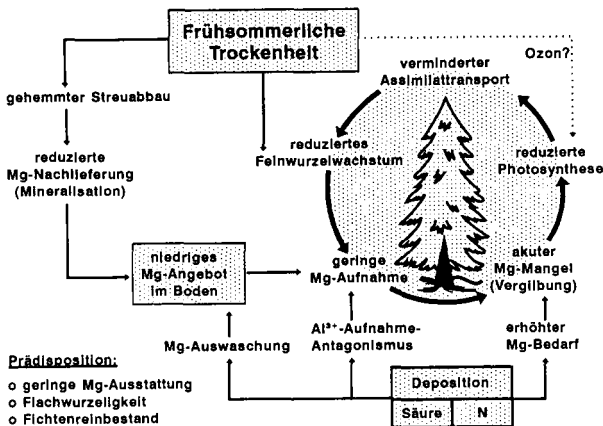 Frühsommerliche
Trockenheit
Ozon?
verminderter
Assimilattransport
gehemmter Streuabbau
reduziertes
Feinwurzelwachstum
reduzierte
Photosynthese
reduzierte
Mg-Nachlieferung
(Mineralisation)
niedriges
Mg-Angebot
im Boden
geringe
Mg-Aufnahme
akuter
Mg-Mangel
(Vergilbung)
Mg-Auswaschung
Al³⁺-Aufnahme-
Antagonismus
erhöhter
Mg-Bedarf
Prädisposition:
o geringe Mg-Ausstattung
o Flachwurzeligkeit
o Fichtenreinbestand
Deposition
Säure N